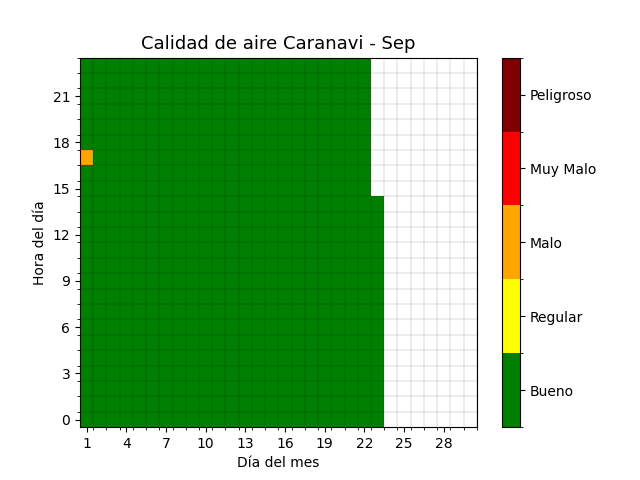 Calidad de aire Caranavi - Sep
21
18
15
12
9
6
3
0
Hora del día
1 4 7 10 13 16 19 22 25 28
Día del mes
Peligroso
Muy Malo
Malo
Regular
Bueno